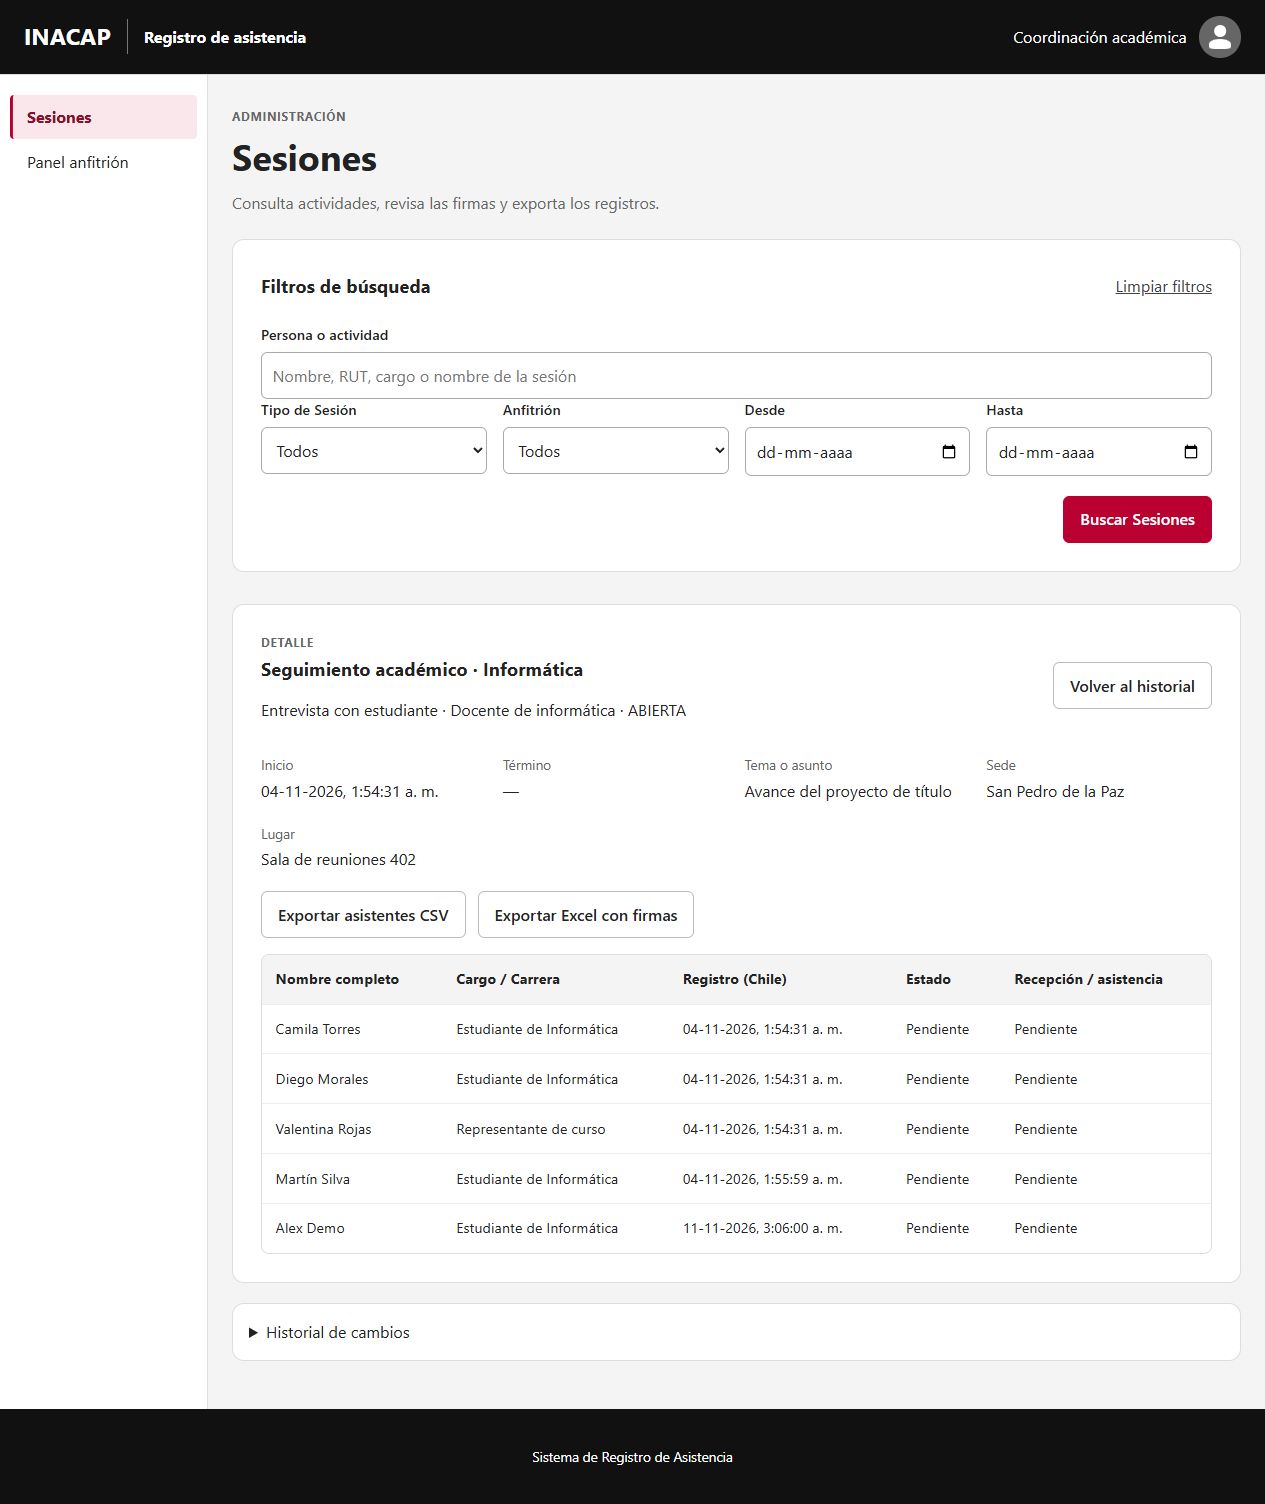 INACAP
Registro de asistencia
Coordinación académica
Sesiones
Panel anfitrión
ADMINISTRACIÓN
Sesiones
Consulta actividades, revisa las firmas y exporta los registros.
Filtros de búsqueda
Limpiar filtros
Persona o actividad
Nombre, RUT, cargo o nombre de la sesión
Tipo de Sesión Anfitrión Desde Hasta
Todos Todos dd-mm-aaaa dd-mm-aaaa
Buscar Sesiones
DETALLE
Seguimiento académico · Informática
Volver al historial
Entrevista con estudiante · Docente de informática · ABIERTA
Inicio Término Tema o asunto Sede
04-11-2026, 1:54:31 a. m. — Avance del proyecto de título San Pedro de la Paz
Lugar
Sala de reuniones 402
Exportar asistentes CSV Exportar Excel con firmas
Nombre completo Cargo / Carrera Registro (Chile) Estado Recepción / asistencia
Camila Torres Estudiante de Informática 04-11-2026, 1:54:31 a. m. Pendiente Pendiente
Diego Morales Estudiante de Informática 04-11-2026, 1:54:31 a. m. Pendiente Pendiente
Valentina Rojas Representante de curso 04-11-2026, 1:54:31 a. m. Pendiente Pendiente
Martín Silva Estudiante de Informática 04-11-2026, 1:55:59 a. m. Pendiente Pendiente
Alex Demo Estudiante de Informática 11-11-2026, 3:06:00 a. m. Pendiente Pendiente
Historial de cambios
Sistema de Registro de Asistencia